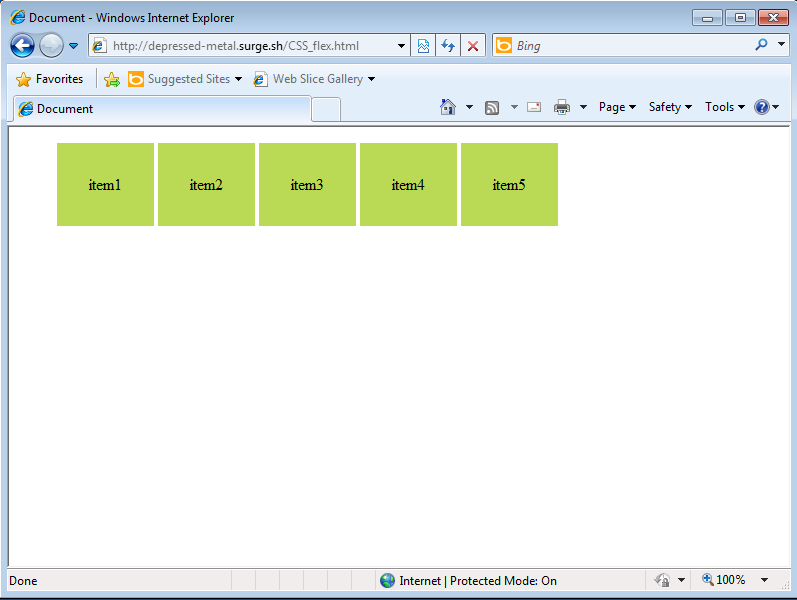 Document - Windows Internet Explorer
http://depressed-metal.surge.sh/CSS_flex.html
Bing
Favorites
Suggested Sites
Web Slice Gallery
Document
Page
Safety
Tools
item1 item2 item3 item4 item5
Done
Internet | Protected Mode: On
100%